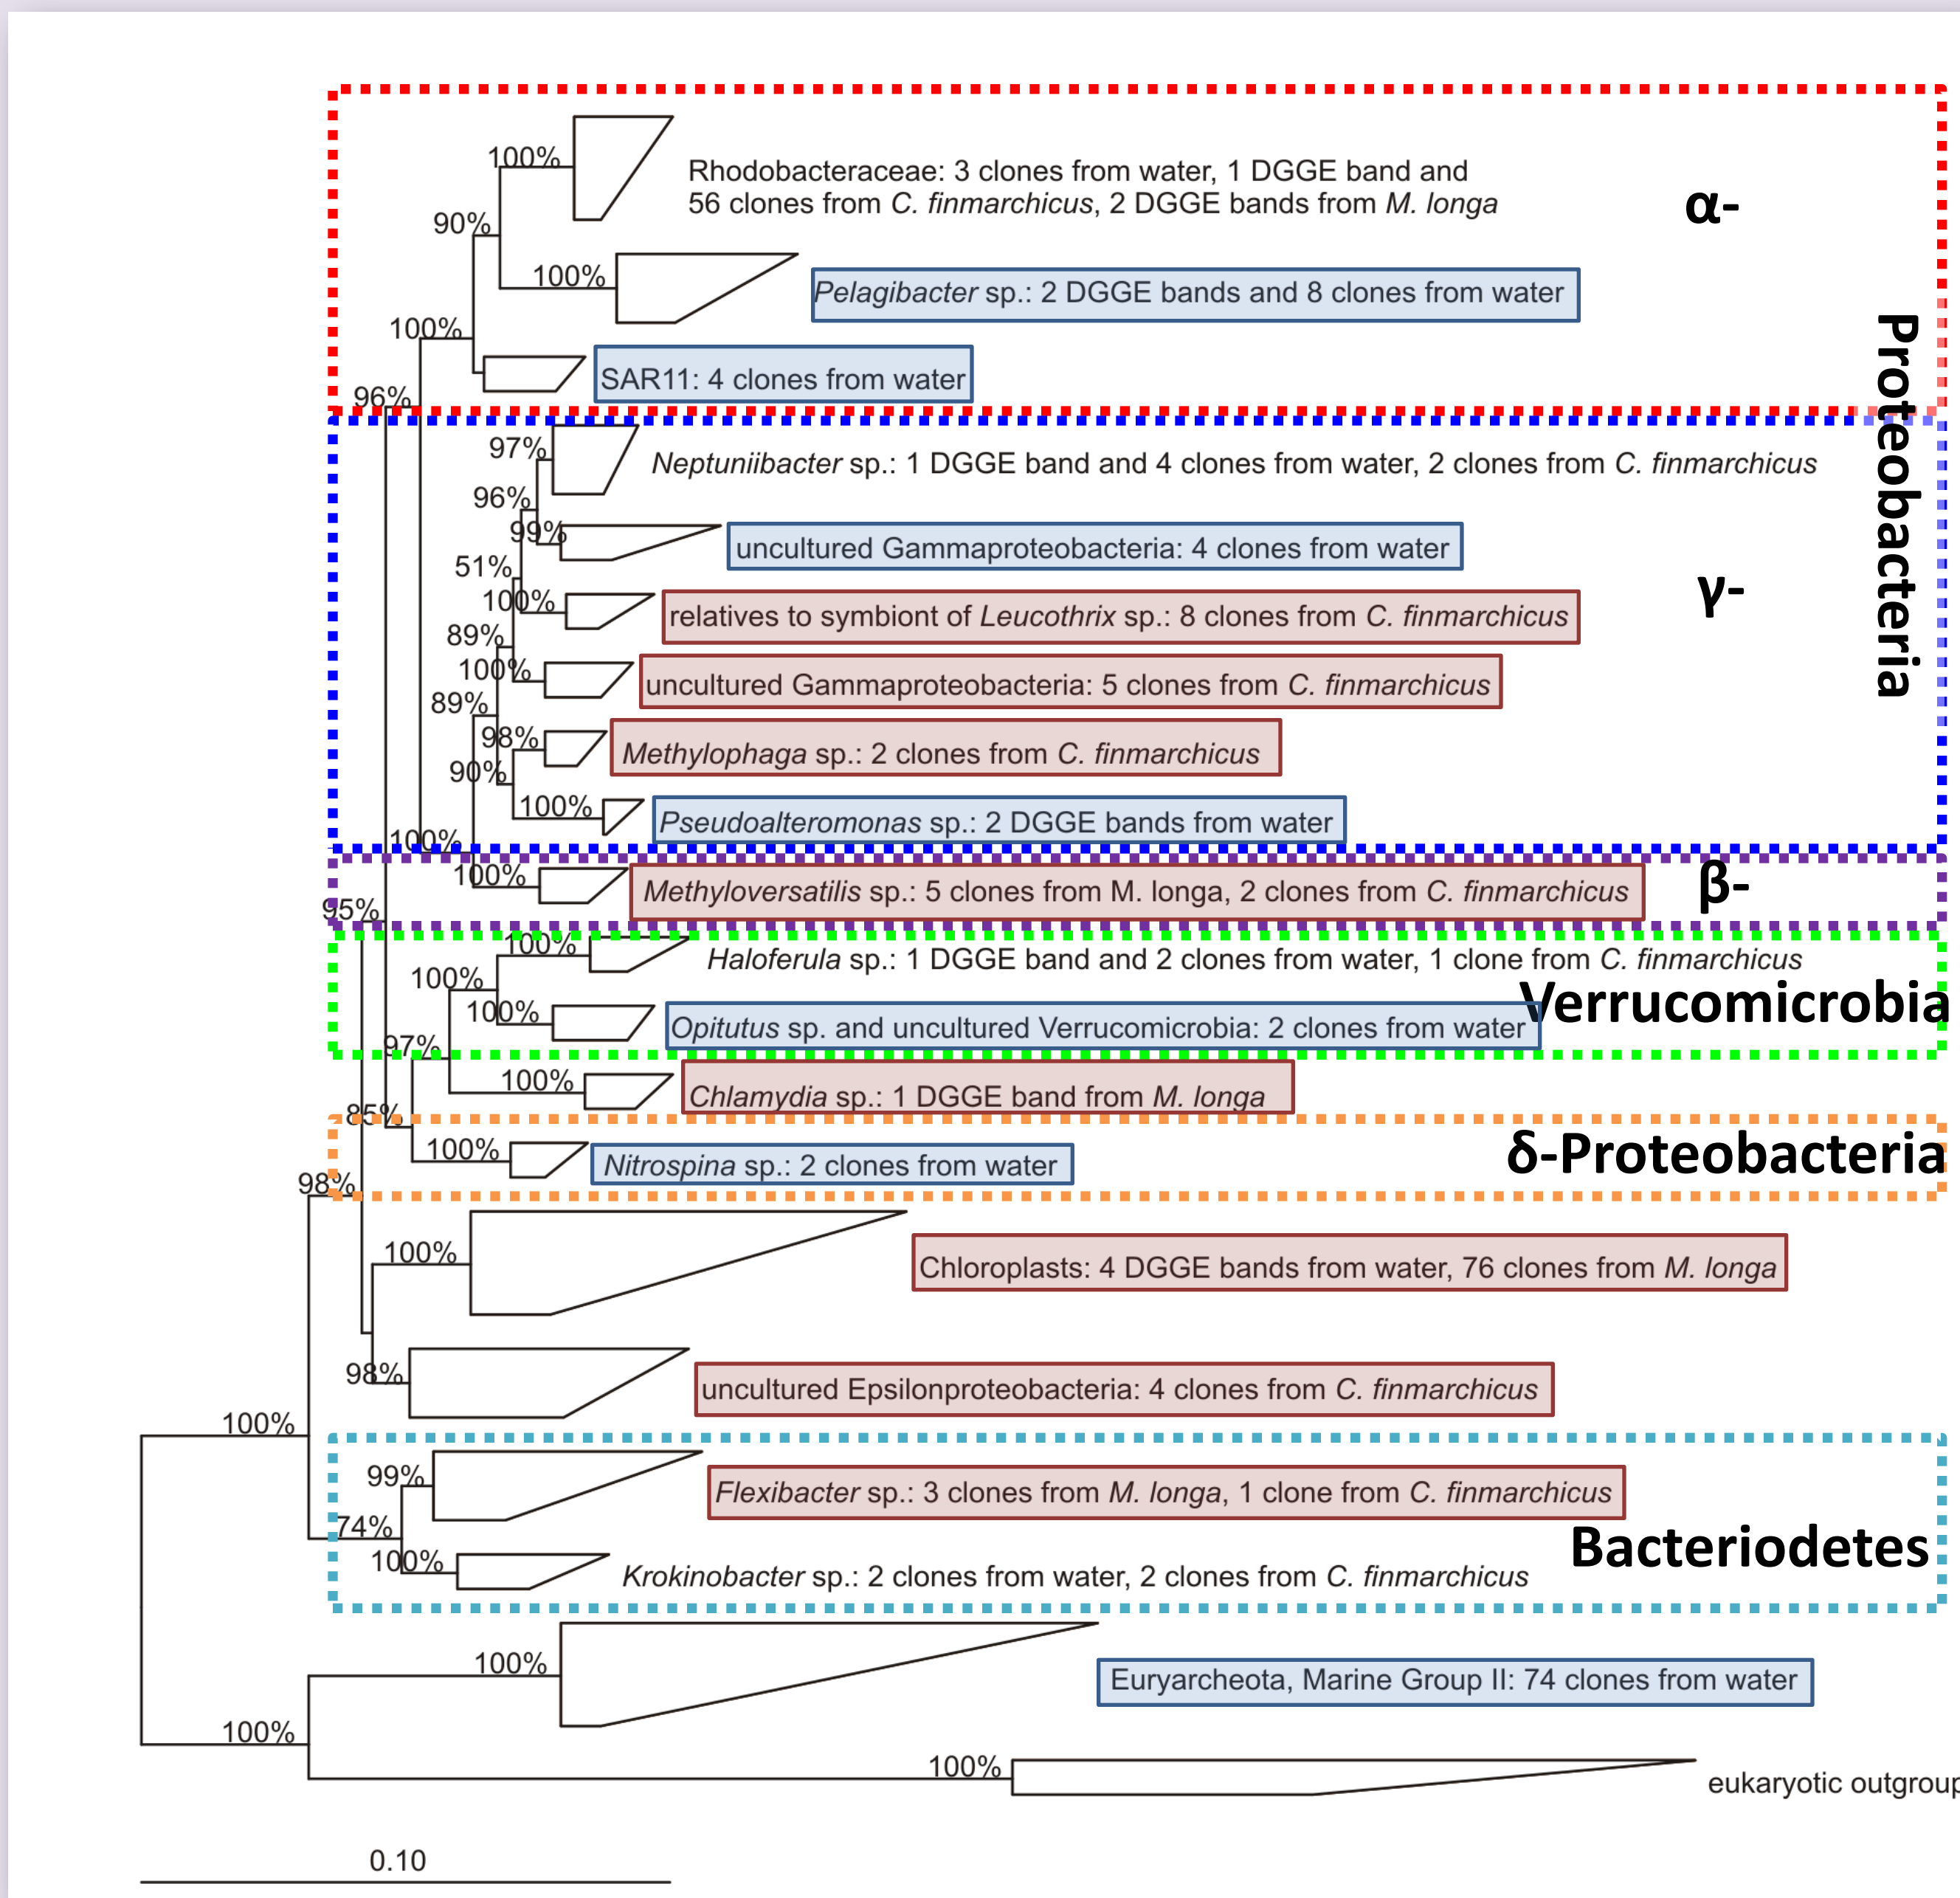 100%
Rhodobacteraceae: 3 clones from water, 1 DGGE band and
56 clones from C. finmarchicus, 2 DGGE bands from M. longa
α-
90%
100%
Pelagibacter sp.: 2 DGGE bands and 8 clones from water
100%
SAR11: 4 clones from water
96%
Proteobacteria
97%
Neptuniibacter sp.: 1 DGGE band and 4 clones from water, 2 clones from C. finmarchicus
96%
99%
uncultured Gammaproteobacteria: 4 clones from water
51%
100%
relatives to symbiont of Leucothrix sp.: 8 clones from C. finmarchicus
γ-
89%
100%
uncultured Gammaproteobacteria: 5 clones from C. finmarchicus
89%
98%
Methylophaga sp.: 2 clones from C. finmarchicus
90%
100%
Pseudoalteromonas sp.: 2 DGGE bands from water
100%
100%
Methyloversatilis sp.: 5 clones from M. longa, 2 clones from C. finmarchicus
β-
95%
100%
Haloferula sp.: 1 DGGE band and 2 clones from water, 1 clone from C. finmarchicus
100%
Verrucomicrobia
100%
Opitutus sp. and uncultured Verrucomicrobia: 2 clones from water
97%
100%
Chlamydia sp.: 1 DGGE band from M. longa
85%
100%
Nitrospina sp.: 2 clones from water
δ-Proteobacteria
98%
100%
Chloroplasts: 4 DGGE bands from water, 76 clones from M. longa
98%
uncultured Epsilonproteobacteria: 4 clones from C. finmarchicus
100%
99%
Flexibacter sp.: 3 clones from M. longa, 1 clone from C. finmarchicus
74%
Bacteriodetes
100%
Krokinobacter sp.: 2 clones from water, 2 clones from C. finmarchicus
100%
Euryarcheota, Marine Group II: 74 clones from water
100%
100%
eukaryotic outgroup
0.10